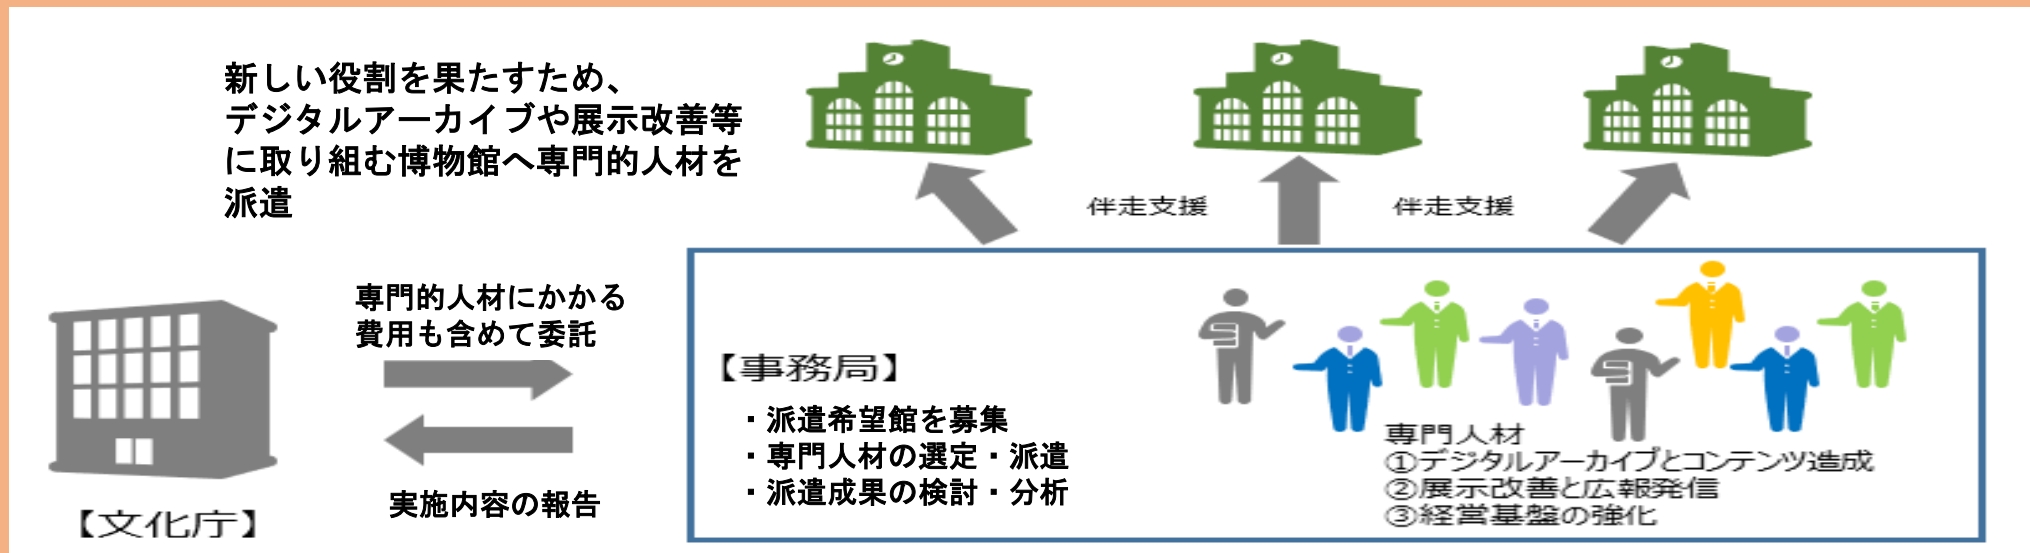 新しい役割を果たすため、
デジタルアーカイブや展示改善等
に取り組む博物館へ専門的人材を
派遣
伴走支援
伴走支援
専門的人材にかかる
費用も含めて委託
実施内容の報告
【文化庁】
【事務局】
・派遣希望館を募集
・専門人材の選定・派遣
・派遣成果の検討・分析
専門人材
①デジタルアーカイブとコンテンツ造成
②展示改善と広報発信
③経営基盤の強化